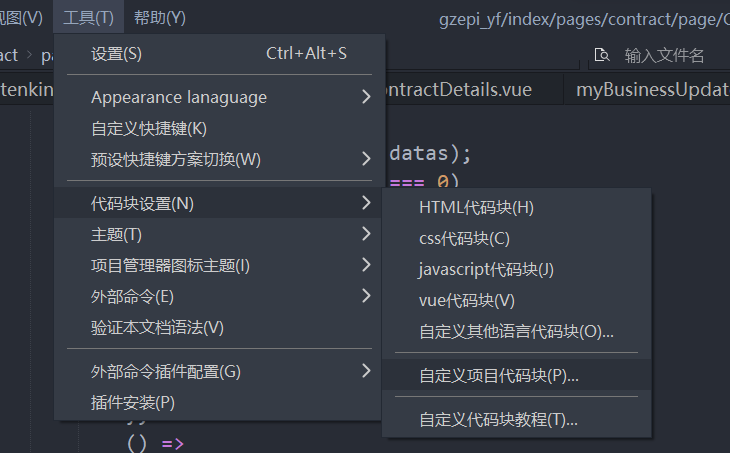 视图(V) 工具(T) 帮助(Y) gzepi_yf/index/pages/contract/page/C
设置(S) Ctrl+Alt+S
输入文件名
Appearance lanaguage
ontractDetails.vue
myBusinessUpdat
自定义快捷键(K)
预设快捷键方案切换(W)
datas);
=== 0)
代码块设置(N)
主题(T)
项目管理器图标主题(I)
外部命令(E)
验证本文档语法(V)
外部命令插件配置(G)
插件安装(P)
HTML代码块(H)
css代码块(C)
javascript代码块(J)
vue代码块(V)
自定义其他语言代码块(O)...
自定义项目代码块(P)...
自定义代码块教程(T)...
() =>